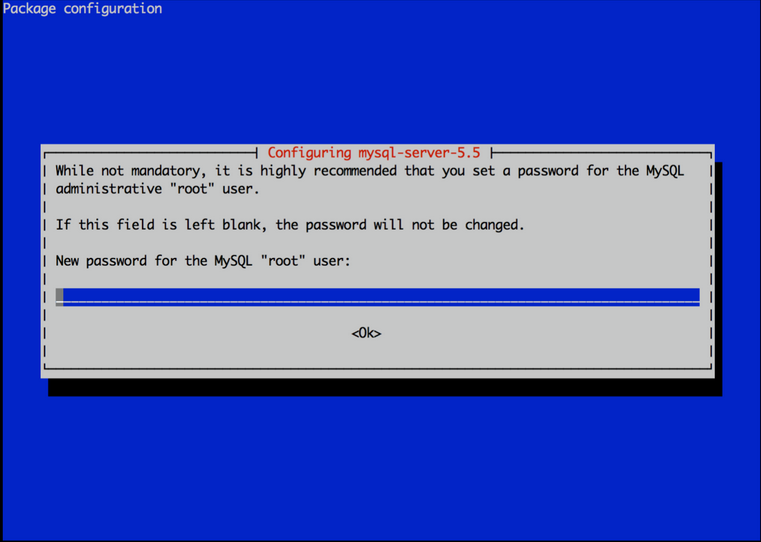 Package configuration
Configuring mysql-server-5.5
While not mandatory, it is highly recommended that you set a password for the MySQL
administrative "root" user.
If this field is left blank, the password will not be changed.
New password for the MySQL "root" user:
<Ok>